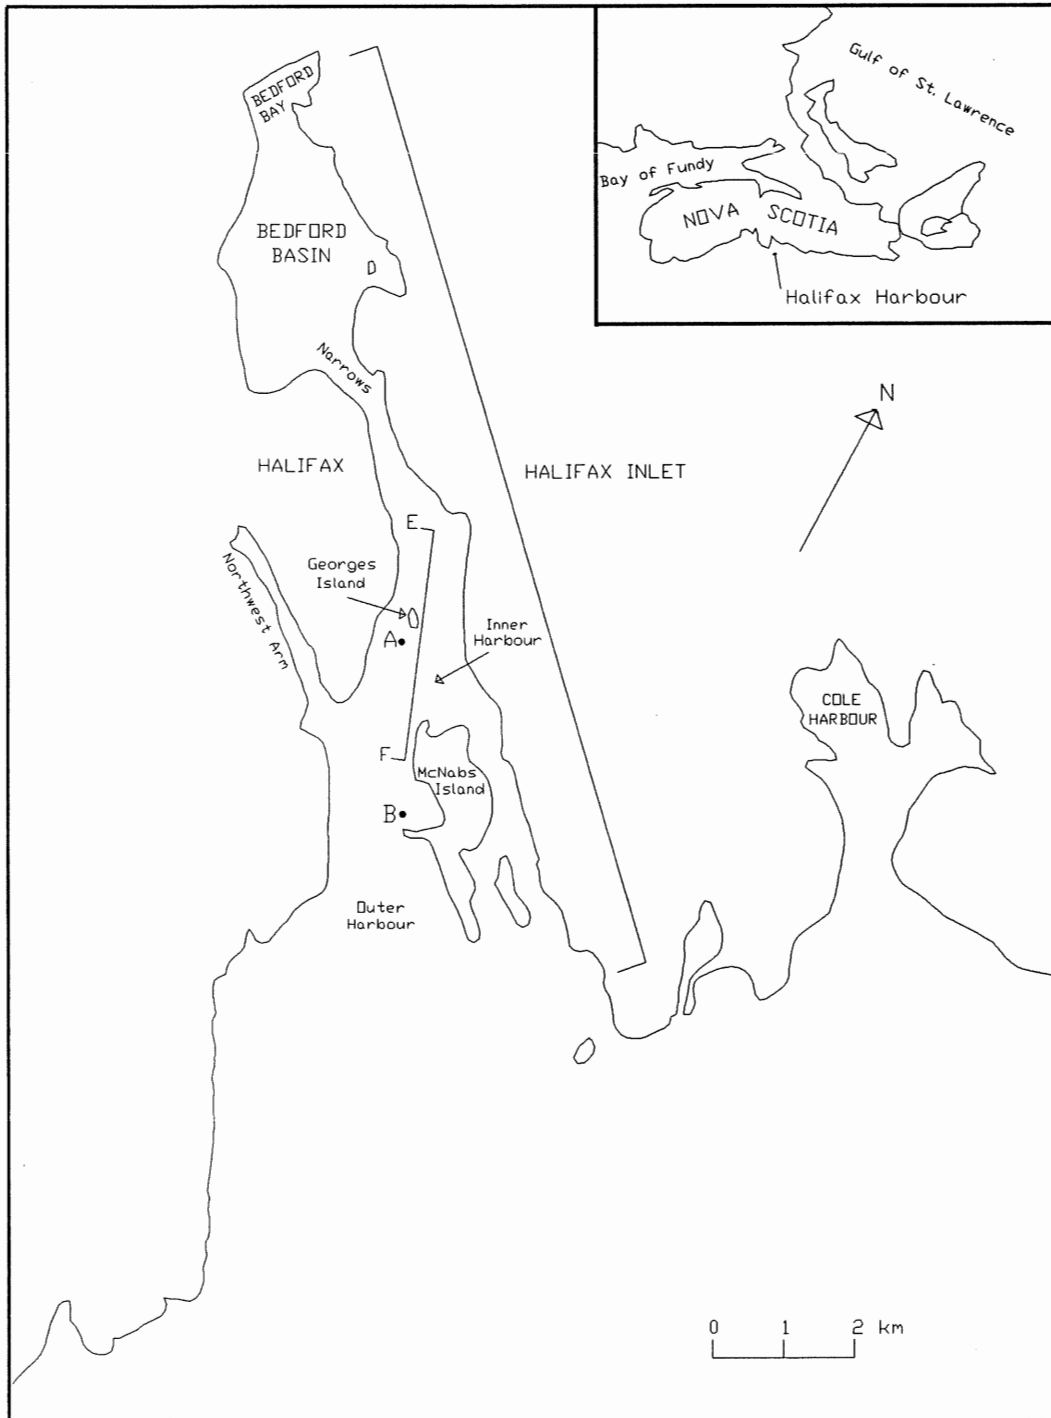 BEDFORD
BAY
BEDFORD
BASIN
Narrows
HALIFAX
HALIFAX INLET
N
E
Georges
Island
Northwest Arm
A
Inner
Harbour
F
McNabs
Island
B
Outer
Harbour
COLE
HARBOUR
0 1 2 km
Gulf of St. Lawrence
Bay of Fundy
NOVA SCOTIA
Halifax Harbour